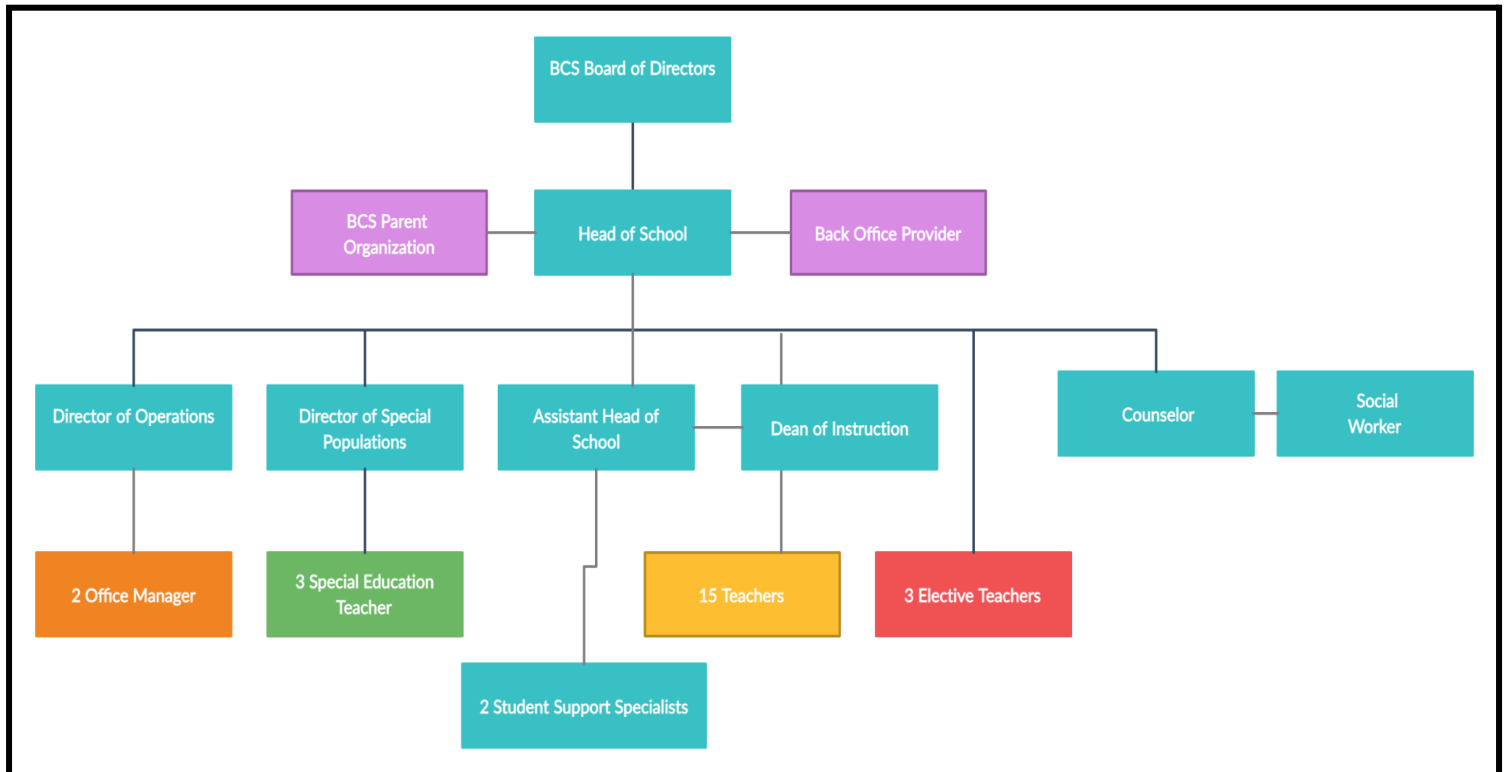 BCS Board of Directors
BCS Parent
Organization
Head of School
Back Office Provider
Director of Operations
Director of Special
Populations
Assistant Head of
School
Dean of Instruction
Counselor
Social
Worker
2 Office Manager
3 Special Education
Teacher
15 Teachers
3 Elective Teachers
2 Student Support Specialists